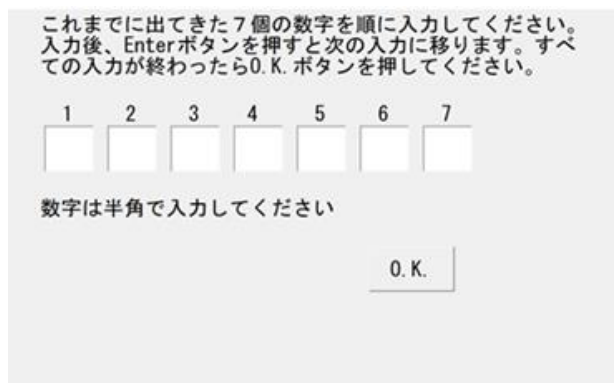 これまでに出てきた７個の数字を順に入力してください。
入力後、Enterボタンを押すと次の入力に移ります。すべ
ての入力が終わったらO.K.ボタンを押してください。
1 2 3 4 5 6 7
数字は半角で入力してください
O.K.